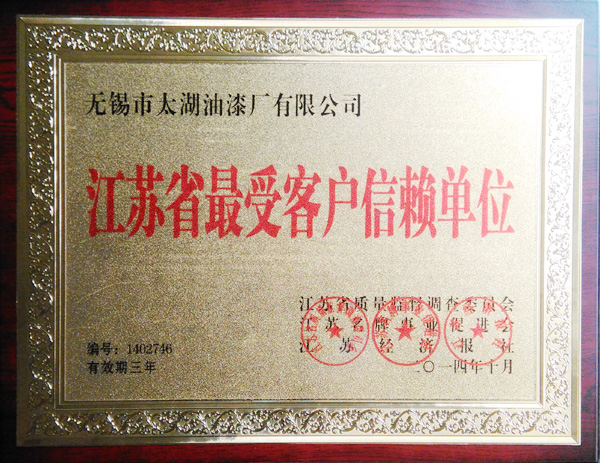 无锡市太湖油漆厂有限公司
江苏省最受客户信赖单位
江苏省质量监督调查委员会
江苏名牌事业促进会
江苏经济报社
编号：1402746
有效期三年
二〇一四年十月